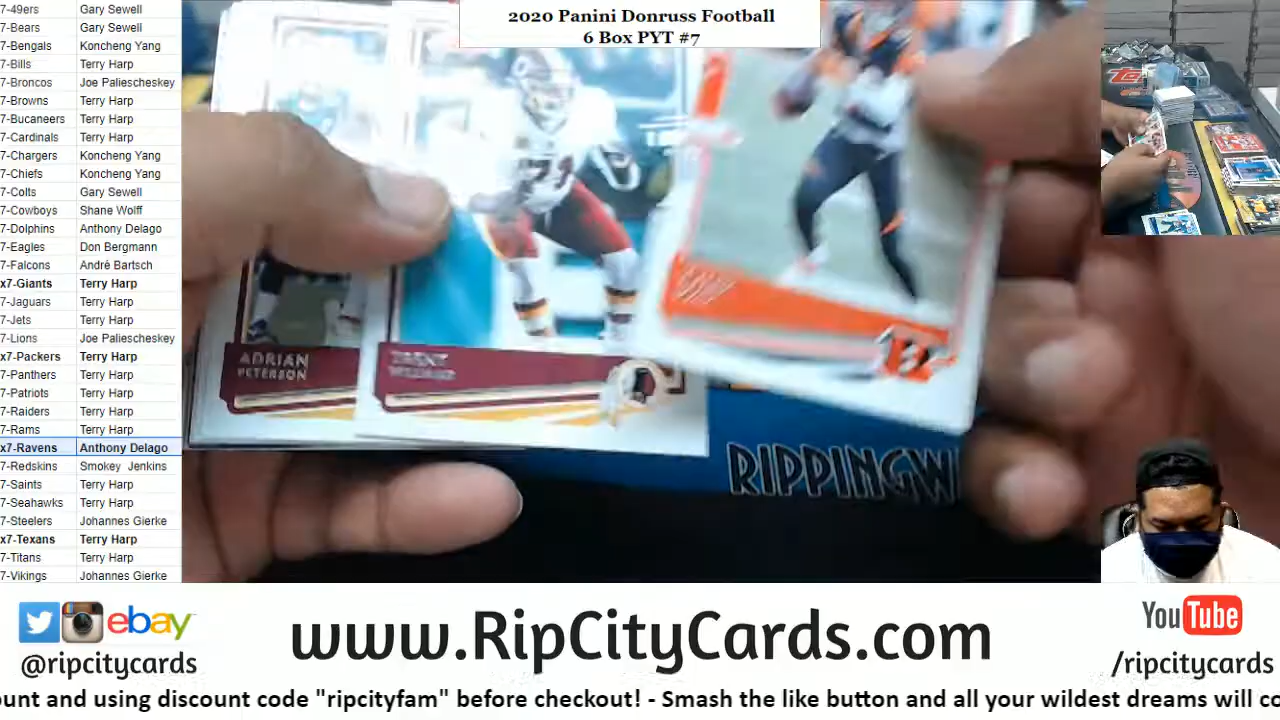 2020 Panini Donruss Football
6 Box PYT #7
7-49ers Gary Sewell
7-Bears Gary Sewell
7-Bengals Koncheng Yang
7-Bills Terry Harp
7-Broncos Joe Paliescheskey
7-Browns Terry Harp
7-Bucaneers Terry Harp
7-Cardinals Terry Harp
7-Chargers Koncheng Yang
7-Chiefs Koncheng Yang
7-Colts Gary Sewell
7-Cowboys Shane Wolff
7-Dolphins Anthony Delago
7-Eagles Don Bergmann
7-Falcons André Bartsch
x7-Giants Terry Harp
7-Jaguars Terry Harp
7-Jets Terry Harp
7-Lions Joe Paliescheskey
x7-Packers Terry Harp
7-Panthers Terry Harp
7-Patriots Terry Harp
7-Raiders Terry Harp
7-Rams Terry Harp
x7-Ravens Anthony Delago
7-Redskins Smokey Jenkins
7-Saints Terry Harp
7-Seahawks Terry Harp
7-Steelers Johannes Gierke
x7-Texans Terry Harp
7-Titans Terry Harp
7-Vikings Johannes Gierke
71
ADRIAN
PETERSON
TRENT
WILLIAMS
RIPPINGW
ebay
@ripcitycards
www.RipCityCards.com
YouTube
/ripcitycards
ount and using discount code "ripcityfam" before checkout! - Smash the like button and all your wildest dreams will co